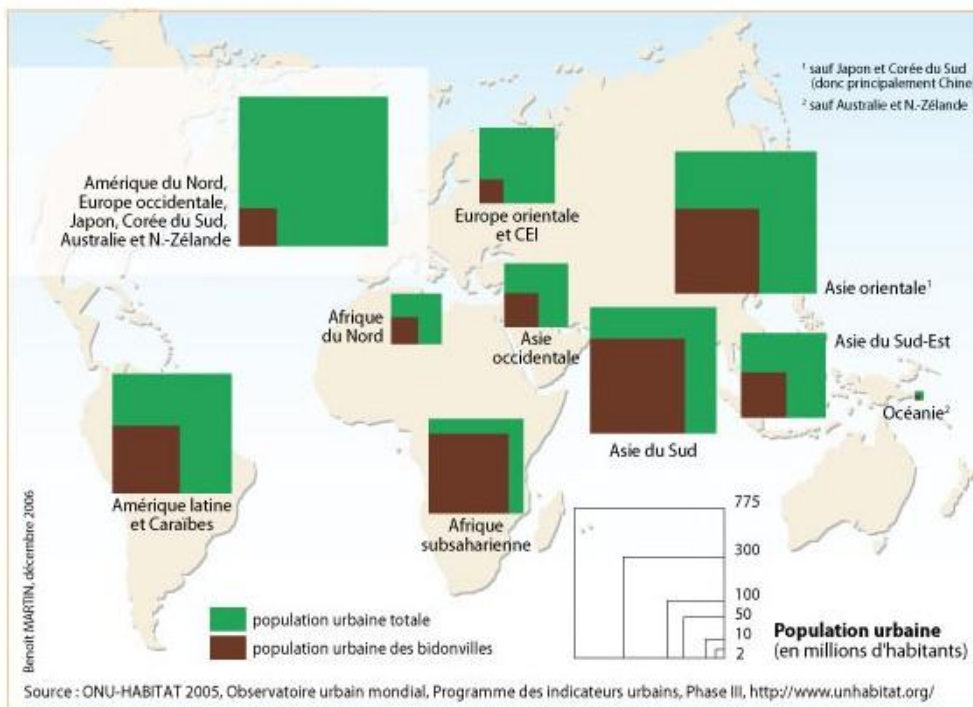 ¹ sauf Japon et Corée du Sud
(donc principalement Chine)
² sauf Australie et N.-Zélande
Amérique du Nord,
Europe occidentale,
Japon, Corée du Sud,
Australie et N.-Zélande
Europe orientale
et CEI
Asie orientale¹
Afrique
du Nord
Asie
occidentale
Asie du Sud-Est
Océanie²
Asie du Sud
Amérique latine
et Caraïbes
Afrique
subsaharienne
775
300
100
50
10
2
Population urbaine
(en millions d'habitants)
population urbaine totale
population urbaine des bidonvilles
Benoît MARTIN, décembre 2006
Source : ONU-HABITAT 2005, Observatoire urbain mondial, Programme des indicateurs urbains, Phase III, http://www.unhabitat.org/